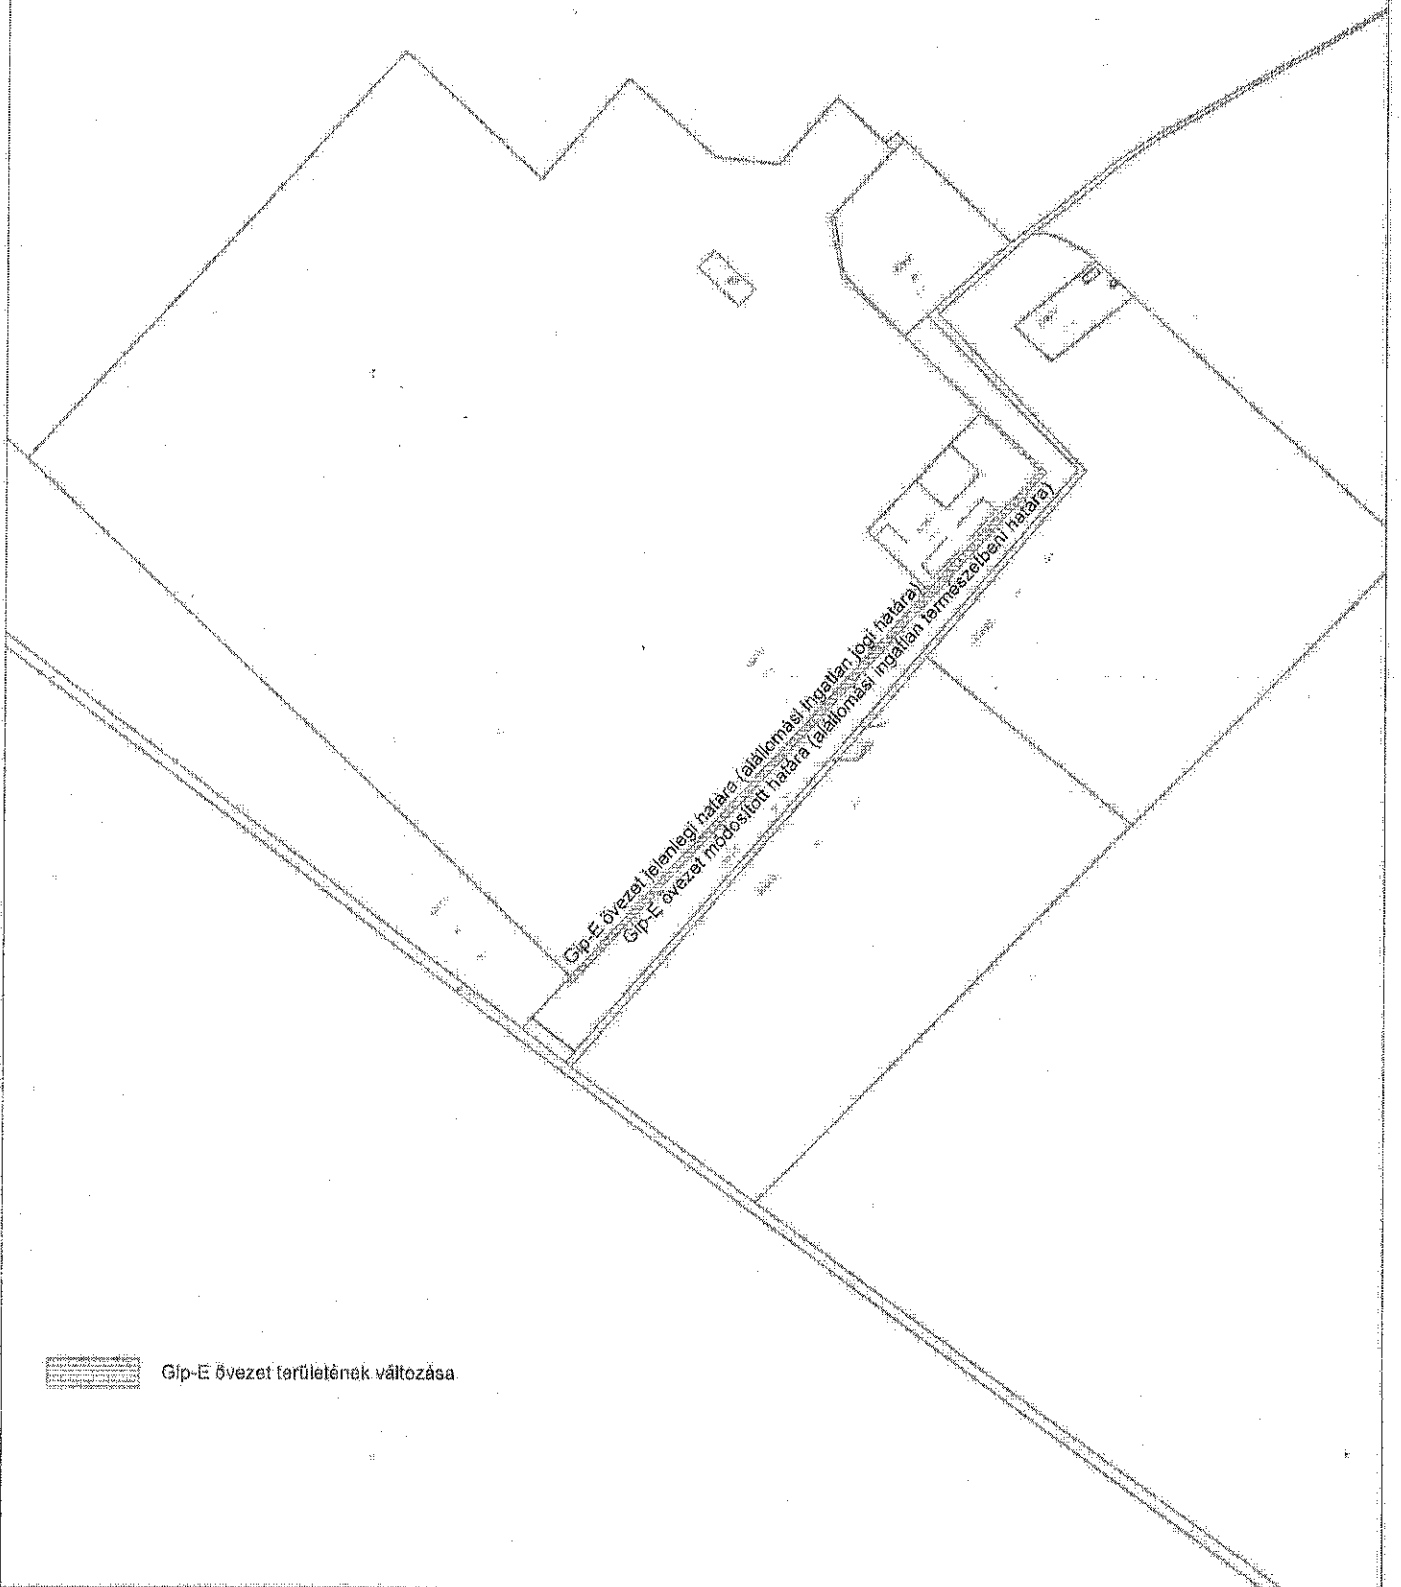 Gip-E övezet jelenlegi határa (alállomási ingatlan jogi határa)
Gip-E övezet módosított határa (alállomási ingatlan természetbeni határa)
Gip-E övezet területének változása